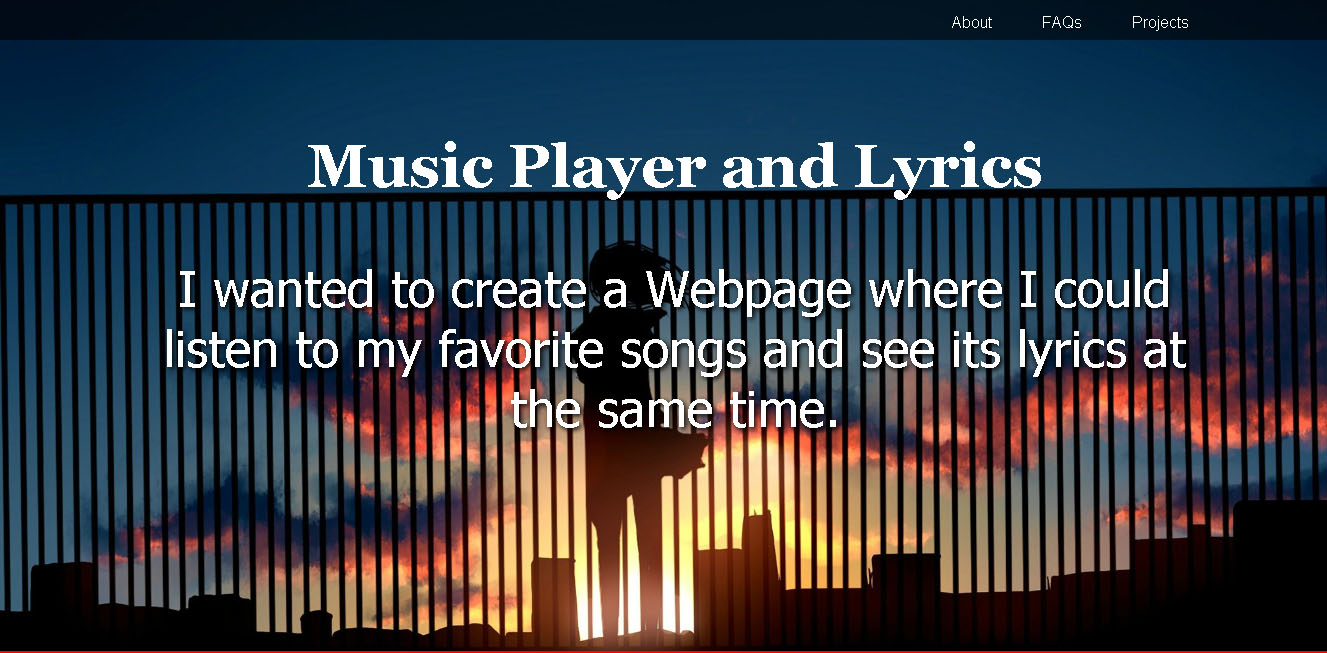 About FAQs Projects
Music Player and Lyrics
I wanted to create a Webpage where I could
listen to my favorite songs and see its lyrics at
the same time.